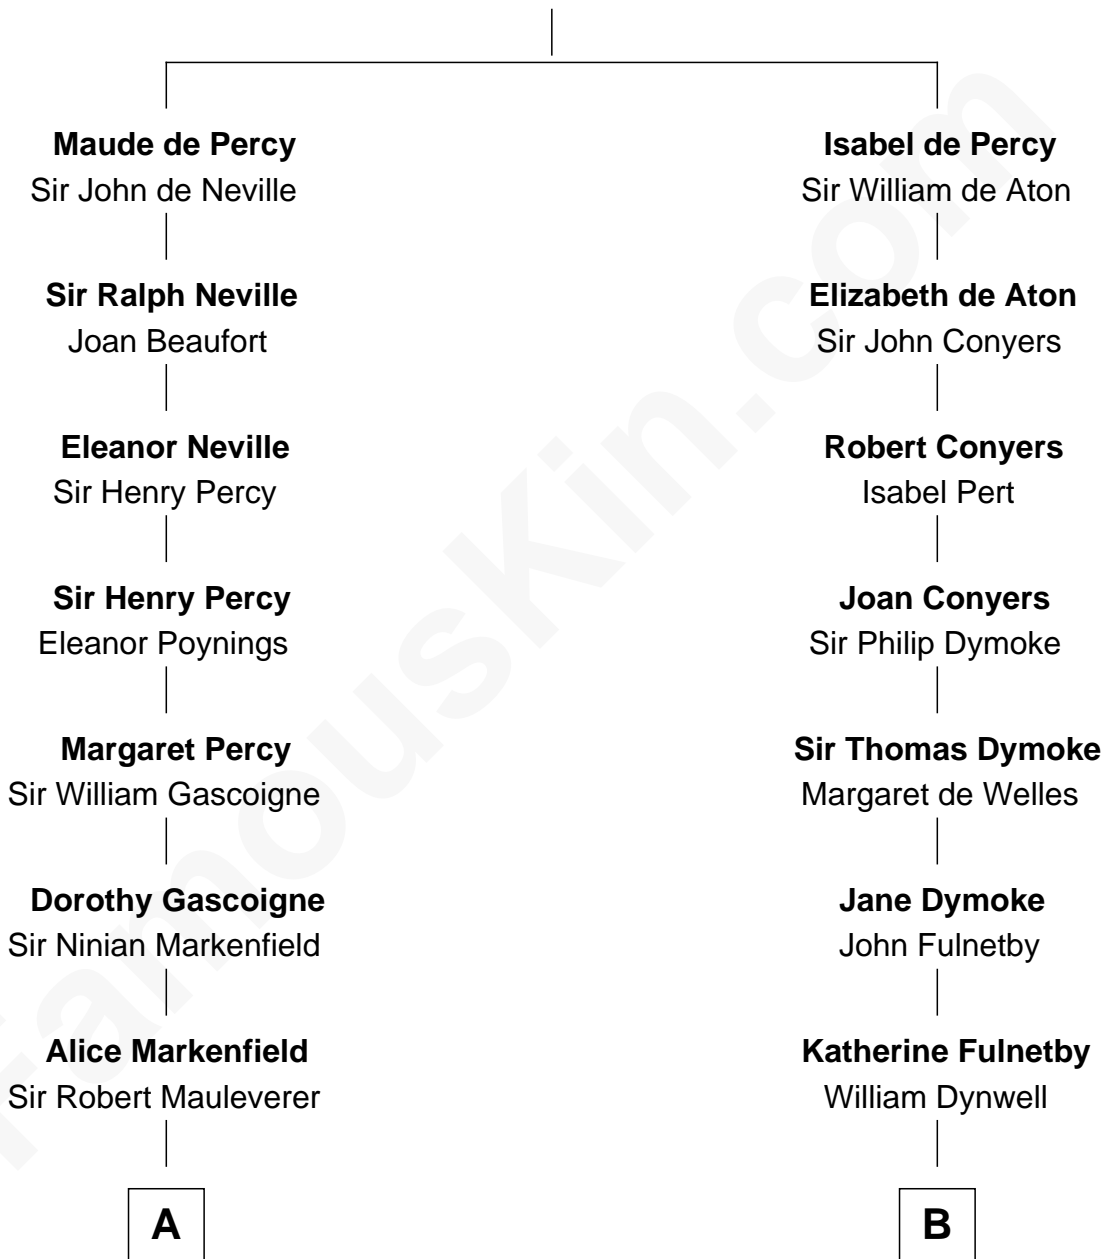 Maude de Percy
Sir John de Neville
Isabel de Percy
Sir William de Aton
Sir Ralph Neville
Joan Beaufort
Elizabeth de Aton
Sir John Conyers
Eleanor Neville
Sir Henry Percy
Robert Conyers
Isabel Pert
Sir Henry Percy
Eleanor Poynings
Joan Conyers
Sir Philip Dymoke
Margaret Percy
Sir William Gascoigne
Sir Thomas Dymoke
Margaret de Welles
Dorothy Gascoigne
Sir Ninian Markenfield
Jane Dymoke
John Fulnetby
Alice Markenfield
Sir Robert Mauleverer
Katherine Fulnetby
William Dynwell
A
B
FamousKin.com